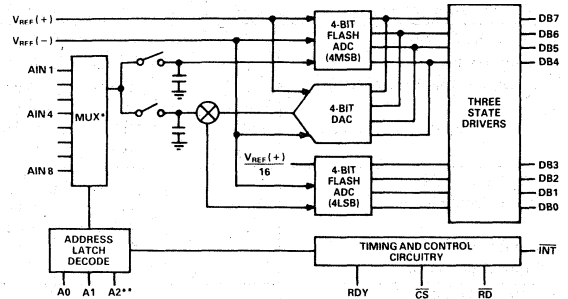 VREF(+)
VREF(-)
4-BIT
FLASH
ADC
(4MSB)
DB7
DB6
DB5
DB4
AIN 1
AIN 4
AIN 8
MUX*
4-BIT
DAC
THREE
STATE
DRIVERS
VREF(+)
16
4-BIT
FLASH
ADC
(4LSB)
DB3
DB2
DB1
DB0
ADDRESS
LATCH
DECODE
TIMING AND CONTROL
CIRCUITRY
INT
A0 A1 A2**
RDY CS RD